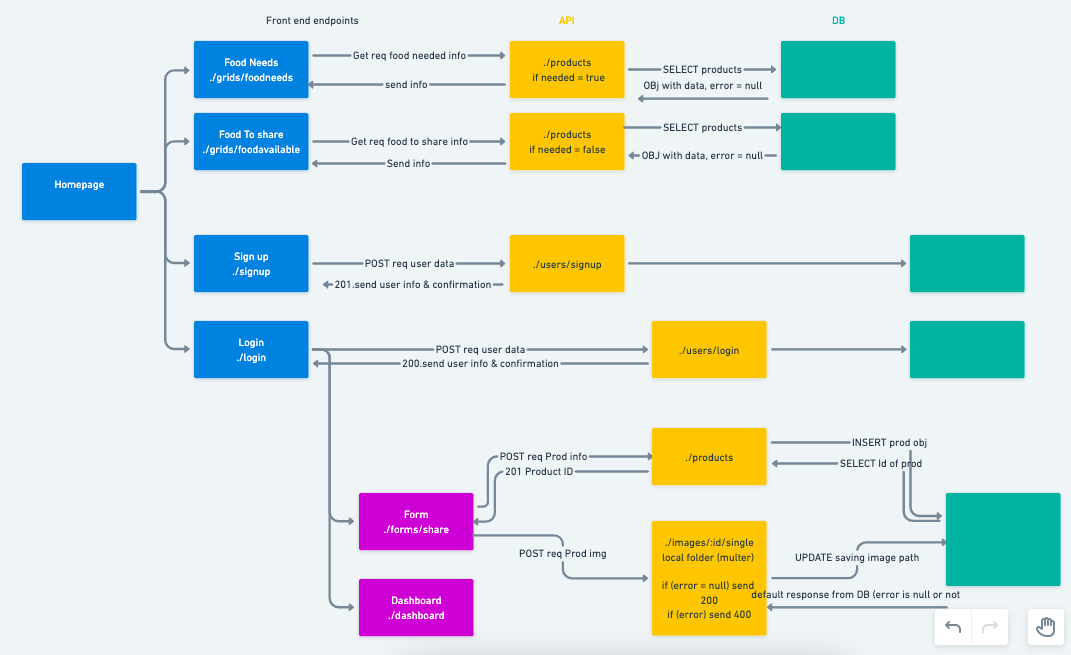 Front end endpoints
API
DB
Food Needs
./grids/foodneeds
Get req food needed info
send info
./products
if needed = true
SELECT products
OBj with data, error = null
Food To share
./grids/foodavailable
Get req food to share info
Send info
./products
if needed = false
SELECT products
OBJ with data, error = null
Homepage
Sign up
./signup
POST req user data
201.send user info & confirmation
./users/signup
Login
./login
POST req user data
200.send user info & confirmation
./users/login
POST req Prod info
201 Product ID
./products
INSERT prod obj
SELECT Id of prod
Form
./forms/share
POST req Prod img
./images/:id/single
local folder (multer)
if (error = null) send
200
if (error) send 400
UPDATE saving image path
default response from DB (error is null or not
Dashboard
./dashboard